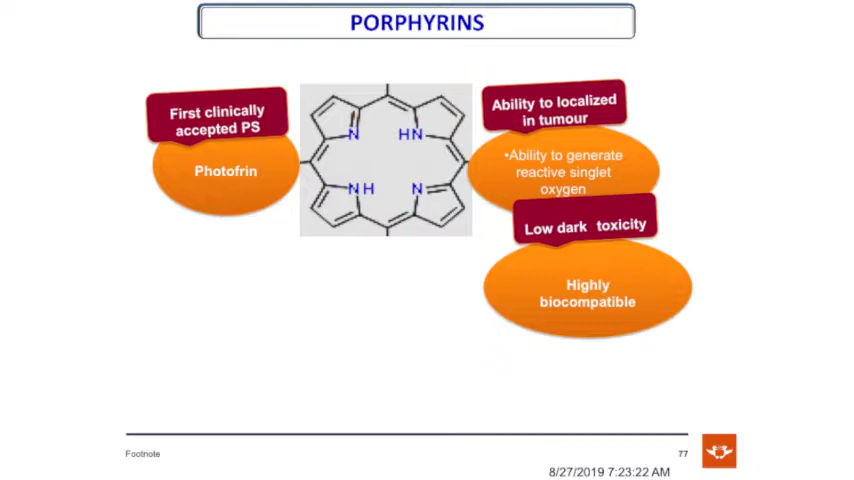 PORPHYRINS
First clinically
accepted PS
Photofrin
N
HN
NH
N
Ability to localized
in tumour
•Ability to generate
reactive singlet
oxygen
Low dark toxicity
Highly
biocompatible
Footnote
77
8/27/2019 7:23:22 AM